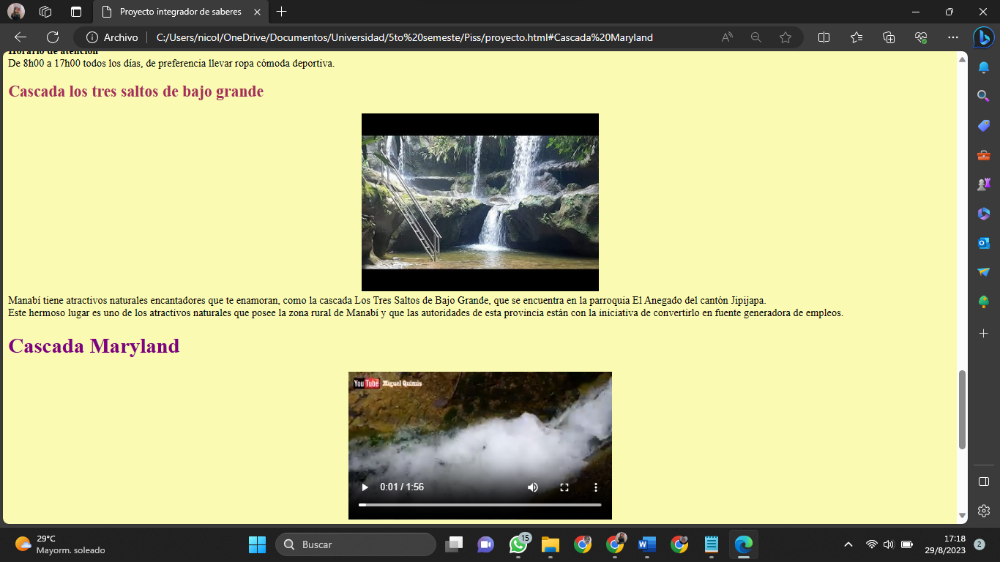 Proyecto integrador de saberes
Archivo
C:/Users/nicol/OneDrive/Documentos/Universidad/5to%20semeste/Piss/proyecto.html#Cascada%20Maryland
Horario de atención
De 8h00 a 17h00 todos los días, de preferencia llevar ropa cómoda deportiva.
Cascada los tres saltos de bajo grande
Manabí tiene atractivos naturales encantadores que te enamoran, como la cascada Los Tres Saltos de Bajo Grande, que se encuentra en la parroquia El Anegado del cantón Jipijapa.
Este hermoso lugar es uno de los atractivos naturales que posee la zona rural de Manabí y que las autoridades de esta provincia están con la iniciativa de convertirlo en fuente generadora de empleos.
Cascada Maryland
YouTube Miguel Quimis
0:01 / 1:56
29°C
Mayorm. soleado
Buscar
15
17:18
29/8/2023
2